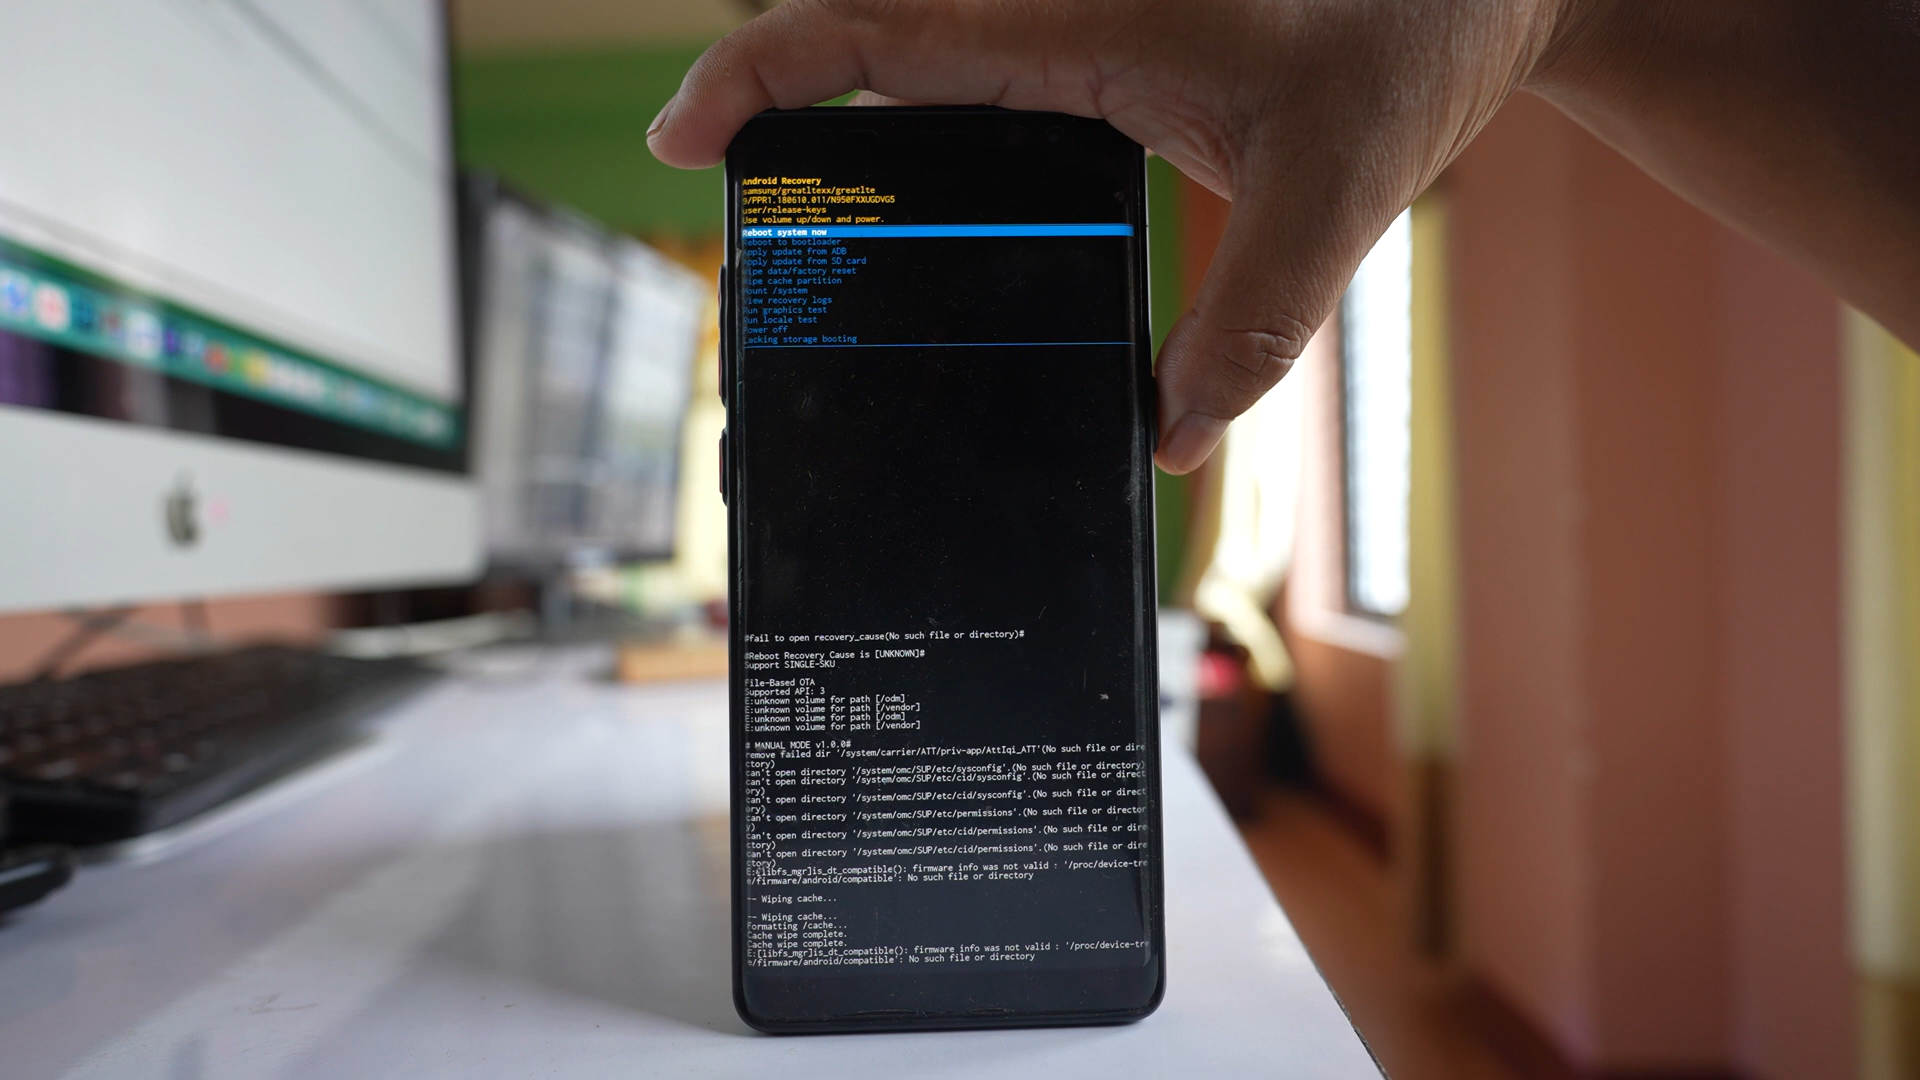 Android Recovery
samsung/greatltexx/greatlte
9/PPR1.180610.011/N950FXXUGDVG5
user/release-keys
Use volume up/down and power.
Reboot system now
Reboot to bootloader
Apply update from ADB
Apply update from SD card
Wipe data/factory reset
Wipe cache partition
Mount /system
View recovery logs
Run graphics test
Run locale test
Power off
Lacking storage booting
#fail to open recovery_cause(No such file or directory)#
#Reboot Recovery Cause is [UNKNOWN]#
Support SINGLE-SKU
File-Based OTA
Supported API: 3
E:unknown volume for path [/odm]
E:unknown volume for path [/vendor]
E:unknown volume for path [/odm]
E:unknown volume for path [/vendor]
# MANUAL MODE v1.0.0#
remove failed dir '/system/carrier/ATT/priv-app/AttIqi_ATT'(No such file or dire
ctory)
can't open directory '/system/omc/SUP/etc/sysconfig'.(No such file or directory)
can't open directory '/system/omc/SUP/etc/cid/sysconfig'.(No such file or direct
ory)
can't open directory '/system/omc/SUP/etc/cid/sysconfig'.(No such file or direct
ory)
can't open directory '/system/omc/SUP/etc/permissions'.(No such file or director
y)
can't open directory '/system/omc/SUP/etc/cid/permissions'.(No such file or dire
ctory)
can't open directory '/system/omc/SUP/etc/cid/permissions'.(No such file or dire
ctory)
E:[libfs_mgr]is_dt_compatible(): firmware info was not valid : '/proc/device-tre
e/firmware/android/compatible': No such file or directory
-- Wiping cache...
-- Wiping cache...
Formatting /cache...
Cache wipe complete.
Cache wipe complete.
E:[libfs_mgr]is_dt_compatible(): firmware info was not valid : '/proc/device-tre
e/firmware/android/compatible': No such file or directory